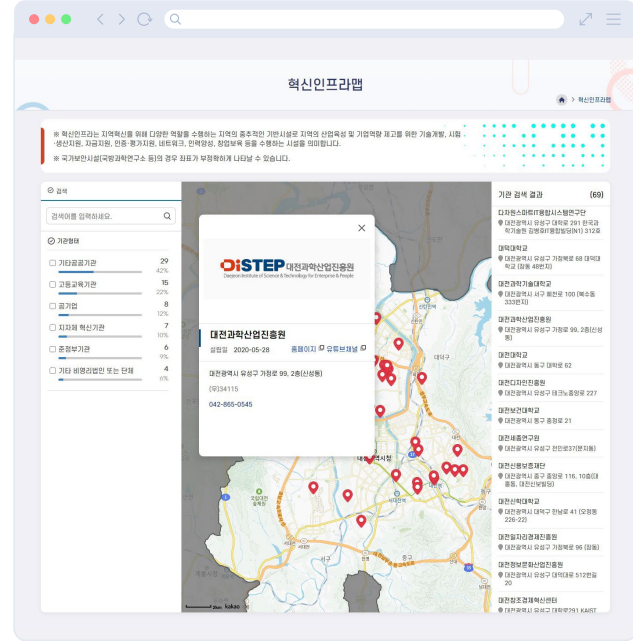 혁신인프라맵
> 혁신인프라맵
※ 혁신인프라는 지역혁신을 위해 다양한 역할을 수행하는 지역의 중추적인 기반시설로 지역의 산업육성 및 기업역량 제고를 위한 기술개발, 시험
·생산지원, 자금지원, 인증·평가지원, 네트워크, 인력양성, 창업보육 등을 수행하는 시설을 의미합니다.
※ 국가보안시설(국방과학연구소 등)의 경우 좌표가 부정확하게 나타날 수 있습니다.
검색
검색어를 입력하세요.
기관형태
기타공공기관 29
42%
고등교육기관 15
22%
공기업 8
12%
지자체 혁신기관 7
10%
준정부기관 6
9%
기타 비영리법인 또는 단체 4
6%
DiSTEP 대전과학산업진흥원
Daejeon Institute of Science & Technology for Enterprise & People
대전과학산업진흥원
설립일 2020-05-28 홈페이지 유튜브채널
대전광역시 유성구 가정로 99, 2층(신성동)
(우)34115
042-865-0545
대덕구
서구
중구
2km kakao
기관 검색 결과 (69)
다차원스마트IT융합시스템연구단
대전광역시 유성구 대학로 291 한국과
학기술원 김병호IT융합빌딩(N1) 312호
대덕대학교
대전광역시 유성구 가정북로 68 대덕대
학교 (장동 48번지)
대전과학기술대학교
대전광역시 서구 혜천로 100 (복수동
333번지)
대전과학산업진흥원
대전광역시 유성구 가정로 99, 2층(신성
동)
대전대학교
대전광역시 동구 대학로 62
대전디자인진흥원
대전광역시 유성구 테크노중앙로 227
대전보건대학교
대전광역시 동구 충정로 21
대전세종연구원
대전광역시 유성구 전민로37(문지동)
대전신용보증재단
대전광역시 중구 중앙로 116, 10층(대
흥동, 대전신보빌딩)
대전신학대학교
대전광역시 대덕구 한남로 41 (오정동
226-22)
대전일자리경제진흥원
대전광역시 유성구 가정북로 96 (장동)
대전정보문화산업진흥원
대전광역시 유성구 대덕대로 512번길
20
대전창조경제혁신센터
대전광역시 유성구 대학로291 KAIST